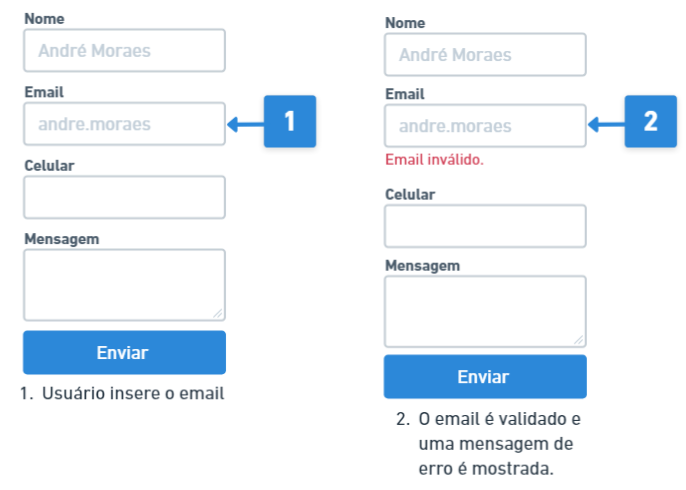 Nome
André Moraes
Email
andre.moraes
1
Celular
Mensagem
Enviar
1. Usuário insere o email
Nome
André Moraes
Email
andre.moraes
2
Email inválido.
Celular
Mensagem
Enviar
2. O email é validado e
uma mensagem de
erro é mostrada.